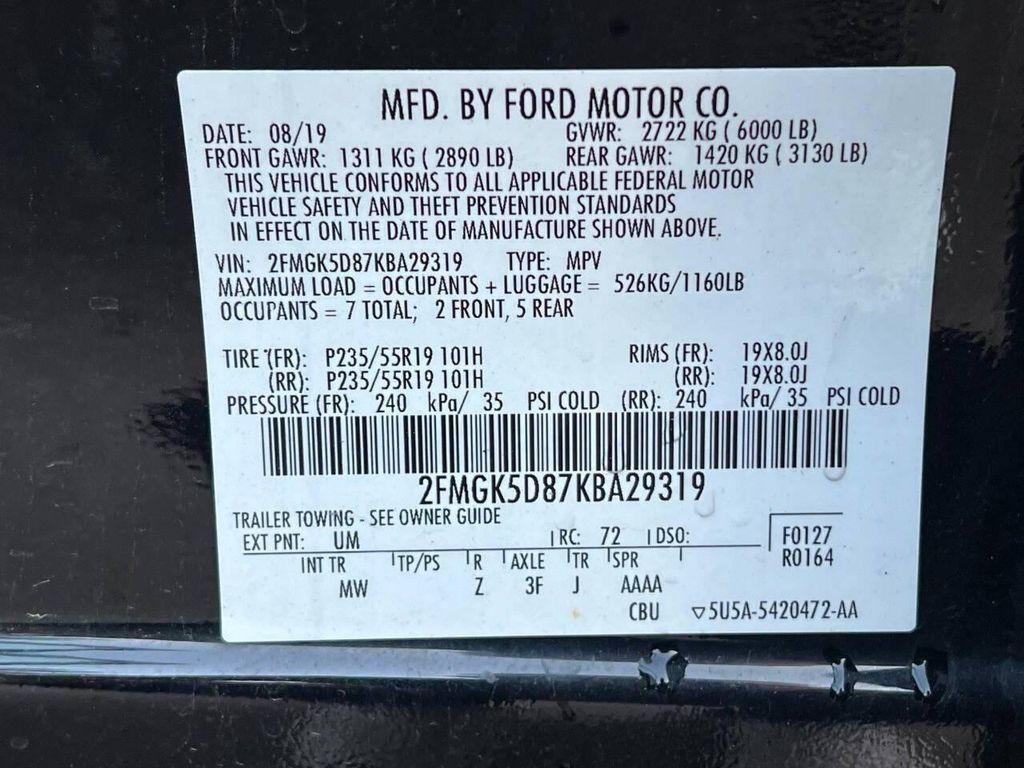 MFD. BY FORD MOTOR CO.
DATE: 08/19 GVWR: 2722 KG ( 6000 LB)
FRONT GAWR: 1311 KG ( 2890 LB) REAR GAWR: 1420 KG ( 3130 LB)
THIS VEHICLE CONFORMS TO ALL APPLICABLE FEDERAL MOTOR
VEHICLE SAFETY AND THEFT PREVENTION STANDARDS
IN EFFECT ON THE DATE OF MANUFACTURE SHOWN ABOVE.
VIN: 2FMGK5D87KBA29319 TYPE: MPV
MAXIMUM LOAD = OCCUPANTS + LUGGAGE = 526KG/1160LB
OCCUPANTS = 7 TOTAL; 2 FRONT, 5 REAR
TIRE (FR): P235/55R19 101H RIMS (FR): 19X8.0J
(RR): P235/55R19 101H (RR): 19X8.0J
PRESSURE (FR): 240 kPa/ 35 PSI COLD (RR): 240 kPa/ 35 PSI COLD
2FMGK5D87KBA29319
TRAILER TOWING - SEE OWNER GUIDE
EXT PNT: UM RC: 72 DSO: F0127
INT TR TP/PS R AXLE TR SPR R0164
MW Z 3F J AAAA
CBU ▽5U5A-5420472-AA